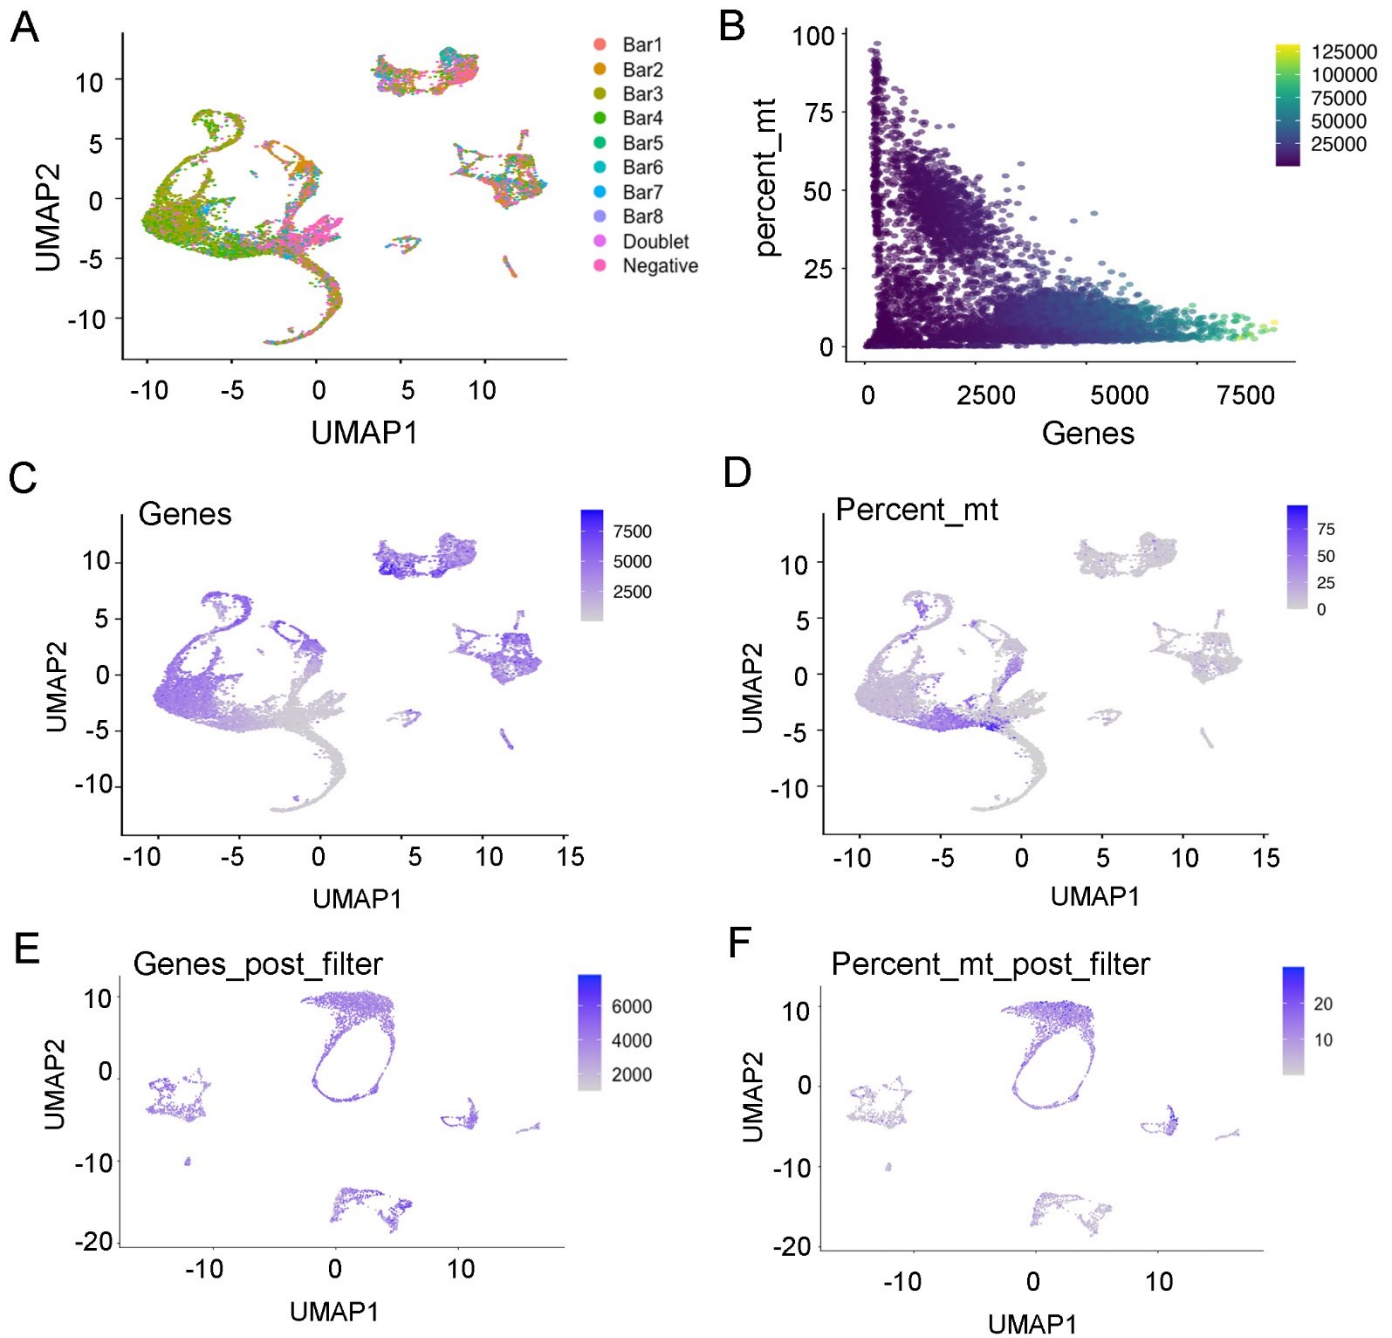 A
10
5
0
-5
-10
UMAP2
-10 -5 0 5 10
UMAP1
Bar1
Bar2
Bar3
Bar4
Bar5
Bar6
Bar7
Bar8
Doublet
Negative
B
100
75
50
25
0
percent_mt
0 2500 5000 7500
Genes
125000
100000
75000
50000
25000
C
Genes
10
5
0
-5
-10
UMAP2
-10 -5 0 5 10 15
UMAP1
7500
5000
2500
D
Percent_mt
10
5
0
-5
-10
UMAP2
-10 -5 0 5 10 15
UMAP1
75
50
25
0
E
Genes_post_filter
10
0
-10
-20
UMAP2
-10 0 10
UMAP1
6000
4000
2000
F
Percent_mt_post_filter
10
0
-10
-20
UMAP2
-10 0 10
UMAP1
20
10